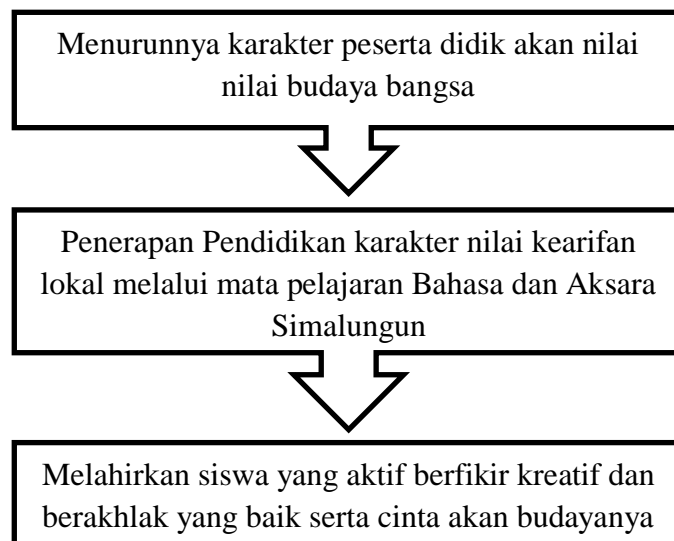 Menurunnya karakter peserta didik akan nilai
nilai budaya bangsa
Penerapan Pendidikan karakter nilai kearifan
lokal melalui mata pelajaran Bahasa dan Aksara
Simalungun
Melahirkan siswa yang aktif berfikir kreatif dan
berakhlak yang baik serta cinta akan budayanya